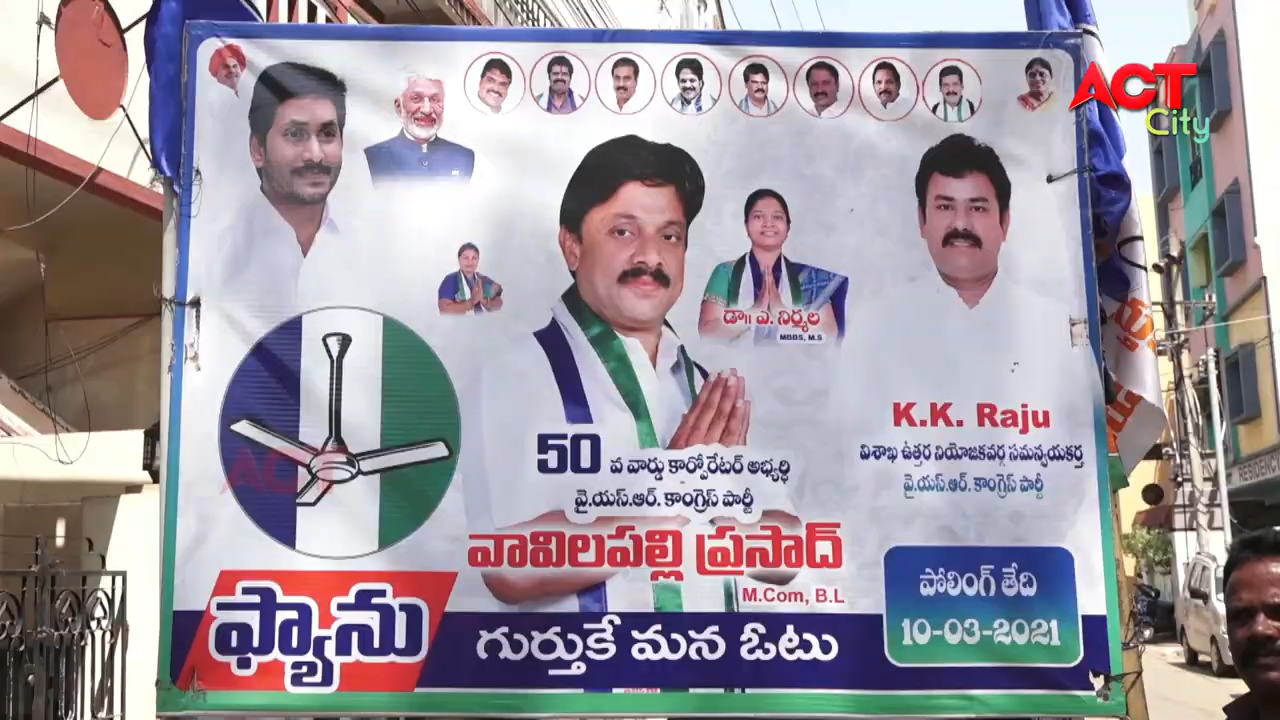 ACT
City
డా॥ ఎ. నిర్మల
MBBS, M.S
K.K. Raju
విశాఖ ఉత్తర నియోజకవర్గ సమన్వయకర్త
వై.యస్.ఆర్. కాంగ్రెస్ పార్టీ
50 వ వార్డు కార్పోరేటర్ అభ్యర్థి
వై.యస్.ఆర్. కాంగ్రెస్ పార్టీ
వావిలపల్లి ప్రసాద్
M.Com, B.L
ఫ్యాను
గుర్తుకే మన ఓటు
పోలింగ్ తేది
10-03-2021
RESIDENCY